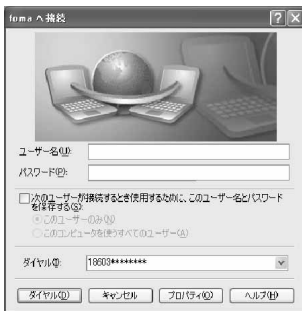 foma へ接続
ユーザー名(U):
パスワード(P):
次のユーザーが接続するとき使用するために、このユーザー名とパスワード
を保存する(S):
このユーザーのみ(N)
このコンピュータを使うすべてのユーザー(A)
ダイヤル(I): 18603********
ダイヤル(D) キャンセル プロパティ(O) ヘルプ(H)